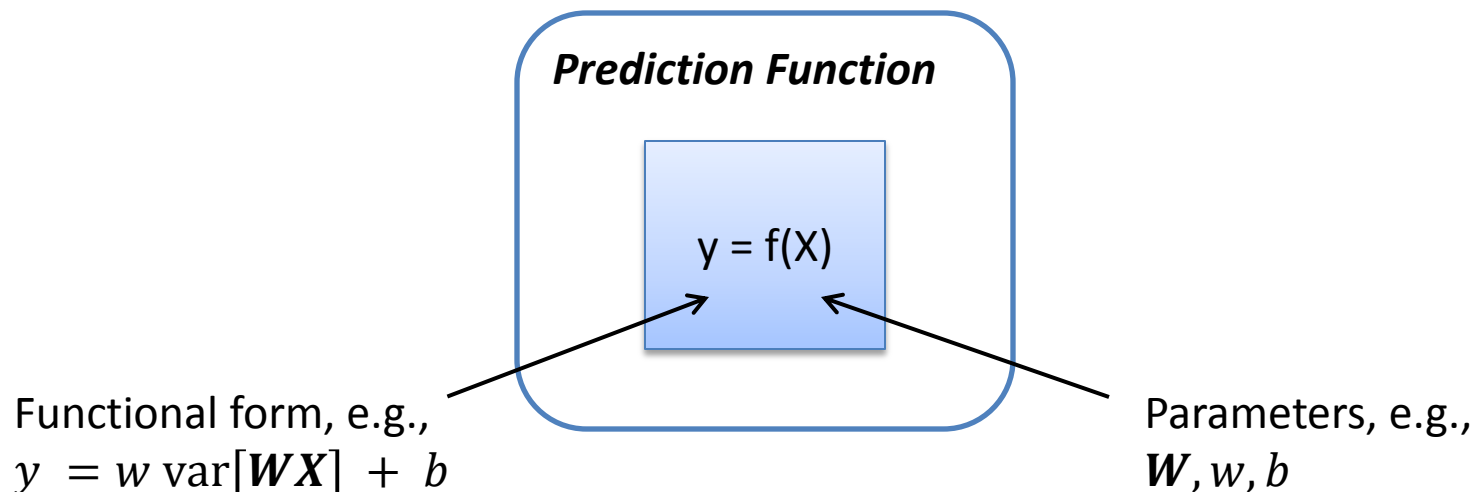 Prediction Function
y = f(X)
Functional form, e.g.,
y = w var[WX] + b
Parameters, e.g.,
W, w, b